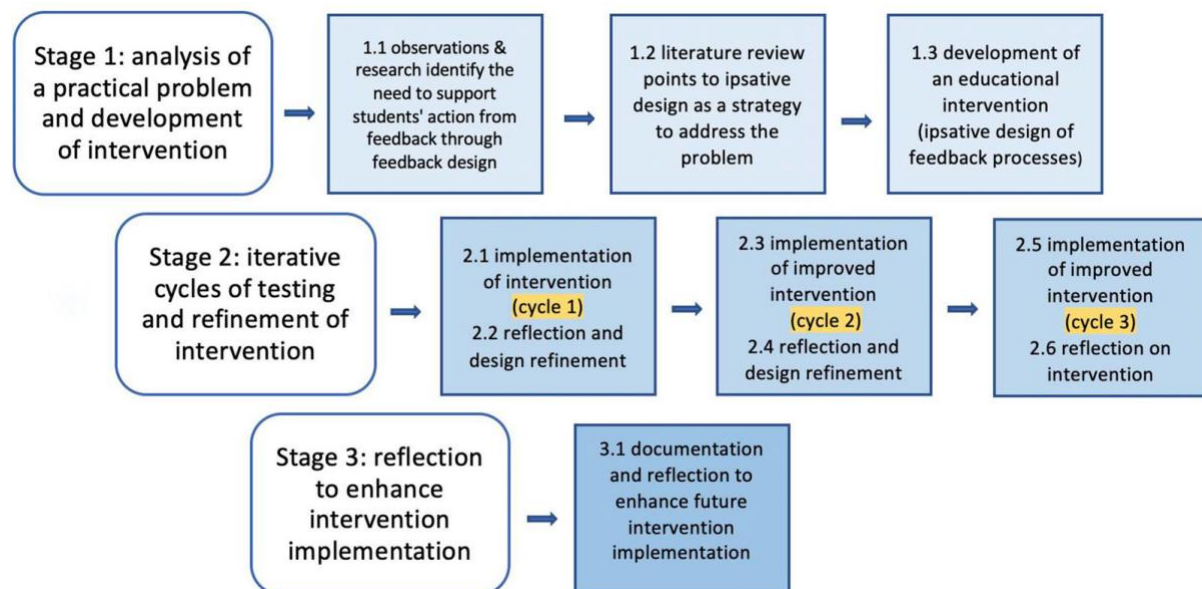 Stage 1: analysis of
a practical problem
and development
of intervention
1.1 observations &
research identify the
need to support
students' action from
feedback through
feedback design
1.2 literature review
points to ipsative
design as a strategy
to address the
problem
1.3 development of
an educational
intervention
(ipsative design of
feedback processes)
Stage 2: iterative
cycles of testing
and refinement of
intervention
2.1 implementation
of intervention
(cycle 1)
2.2 reflection and
design refinement
2.3 implementation
of improved
intervention
(cycle 2)
2.4 reflection and
design refinement
2.5 implementation
of improved
intervention
(cycle 3)
2.6 reflection on
intervention
Stage 3: reflection
to enhance
intervention
implementation
3.1 documentation
and reflection to
enhance future
intervention
implementation